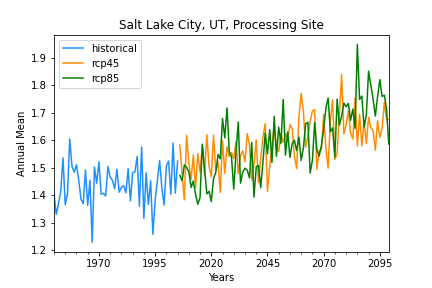 Salt Lake City, UT, Processing Site
historical
rcp45
rcp85
Annual Mean
1.9
1.8
1.7
1.6
1.5
1.4
1.3
1.2
1970 1995 2020 2045 2070 2095
Years